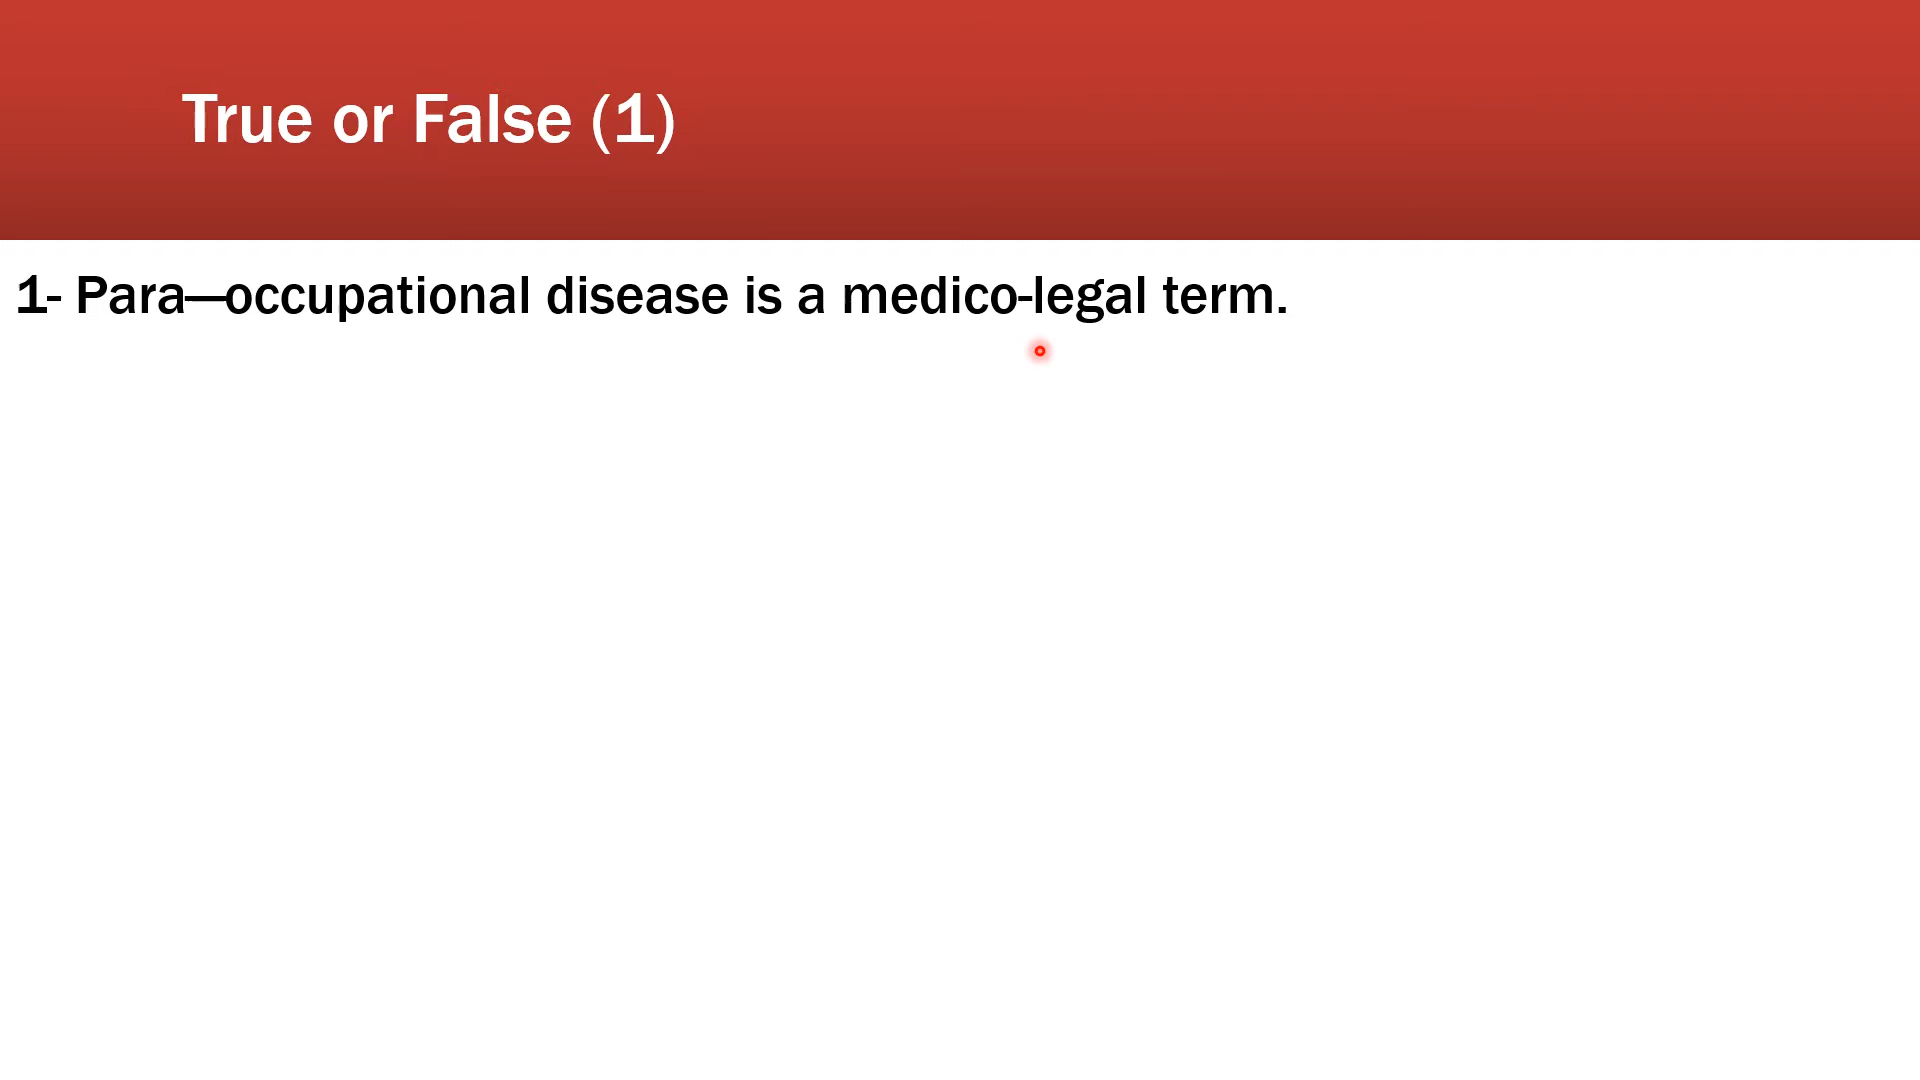 True or False (1)
1- Para—occupational disease is a medico-legal term.